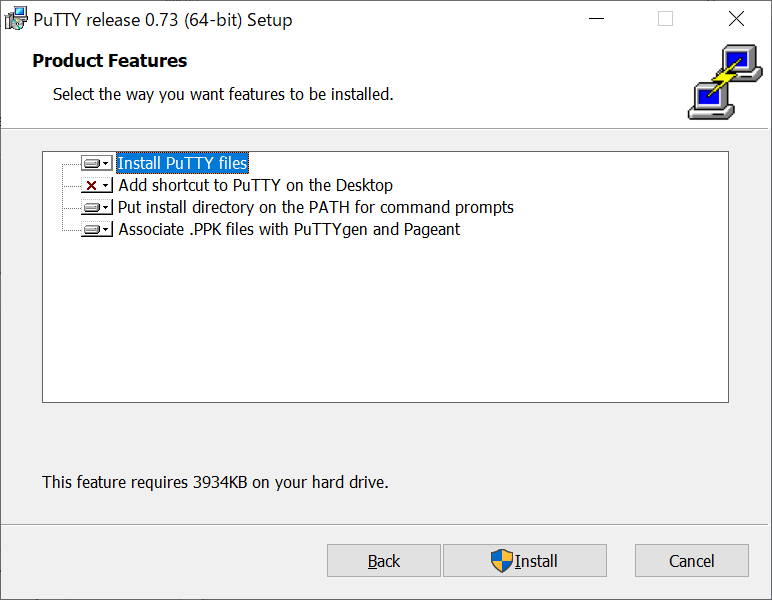 PuTTY release 0.73 (64-bit) Setup
Product Features
Select the way you want features to be installed.
Install PuTTY files
Add shortcut to PuTTY on the Desktop
Put install directory on the PATH for command prompts
Associate .PPK files with PuTTYgen and Pageant
This feature requires 3934KB on your hard drive.
Back
Install
Cancel